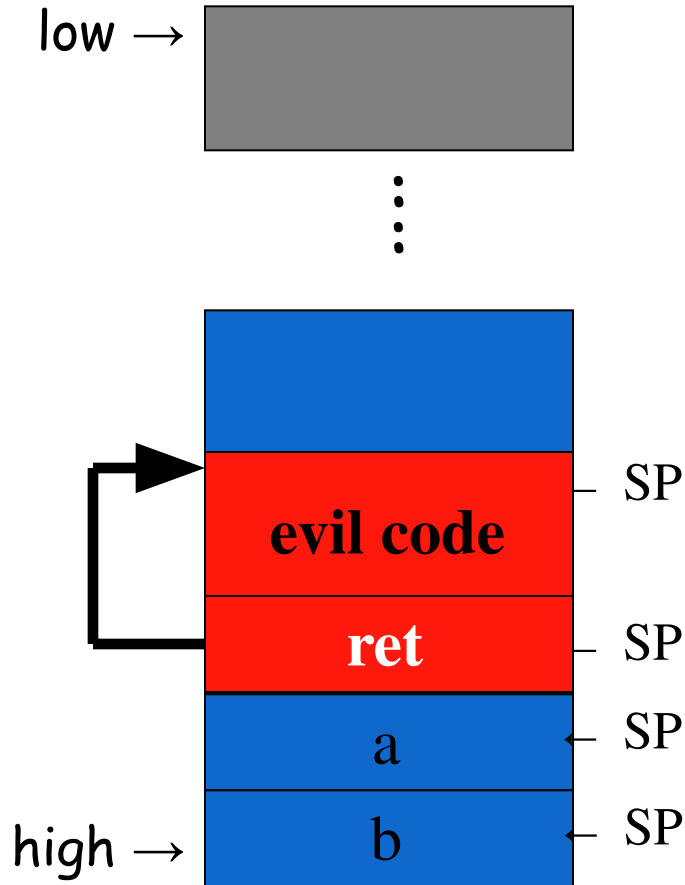 low →
evil code
SP
ret
SP
a
SP
b
SP
high →